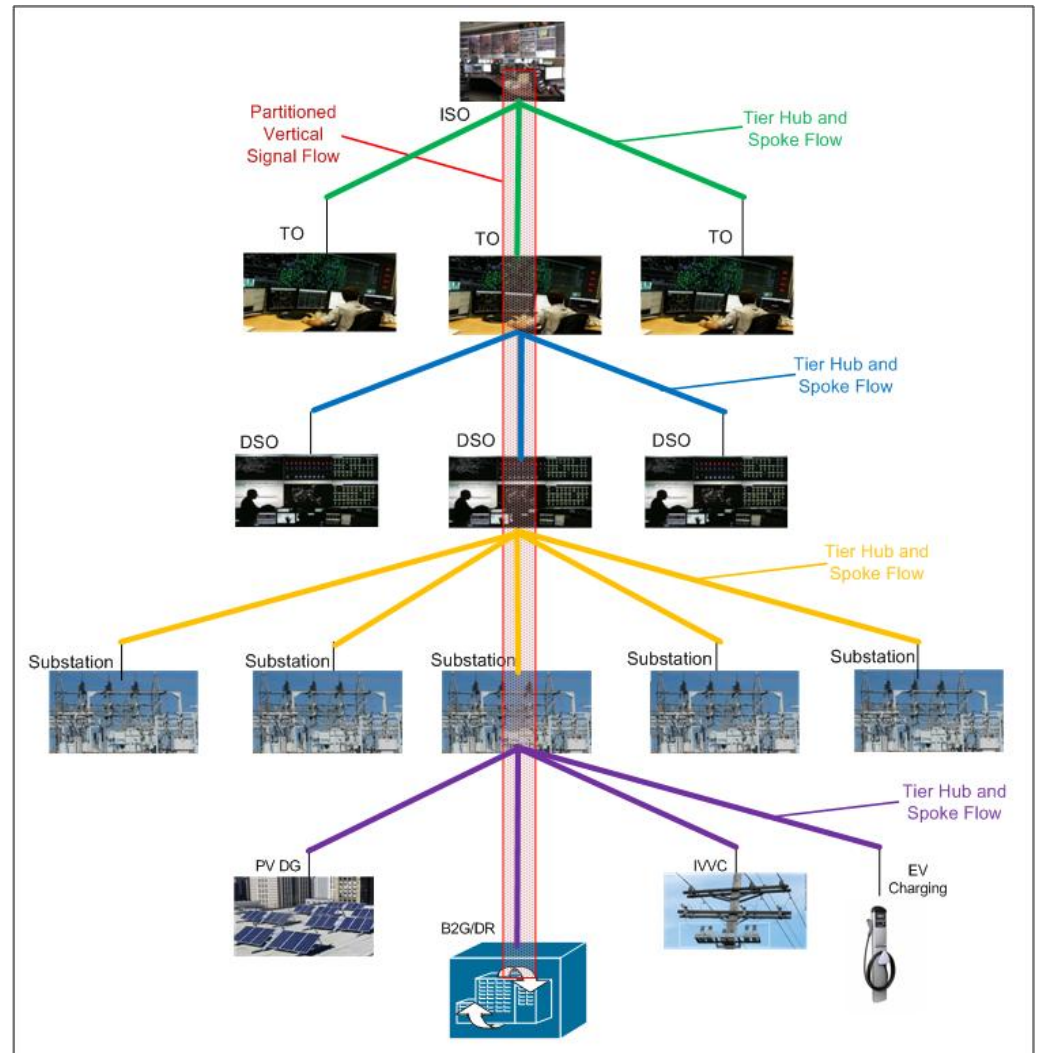 ISO
Partitioned
Vertical
Signal Flow
Tier Hub and
Spoke Flow
TO
TO
TO
Tier Hub and
Spoke Flow
DSO
DSO
DSO
Tier Hub and
Spoke Flow
Substation
Substation
Substation
Substation
Substation
Tier Hub and
Spoke Flow
PV DG
IVVC
EV
Charging
B2G/DR